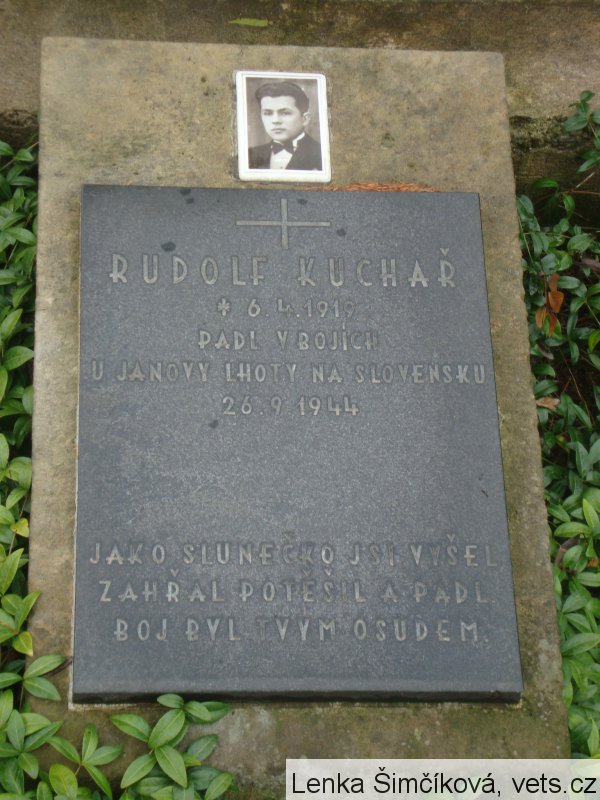 RUDOLF KUCHAŘ
* 6.4.1919
PADL V BOJÍCH
U JANOVY LHOTY NA SLOVENSKU
26.9.1944
JAKO SLUNEČKO JSI VYŠEL
ZAHŘÁL POTĚŠIL A PADL.
BOJ BYL TVÝM OSUDEM.
Lenka Šimčíková, vets.cz